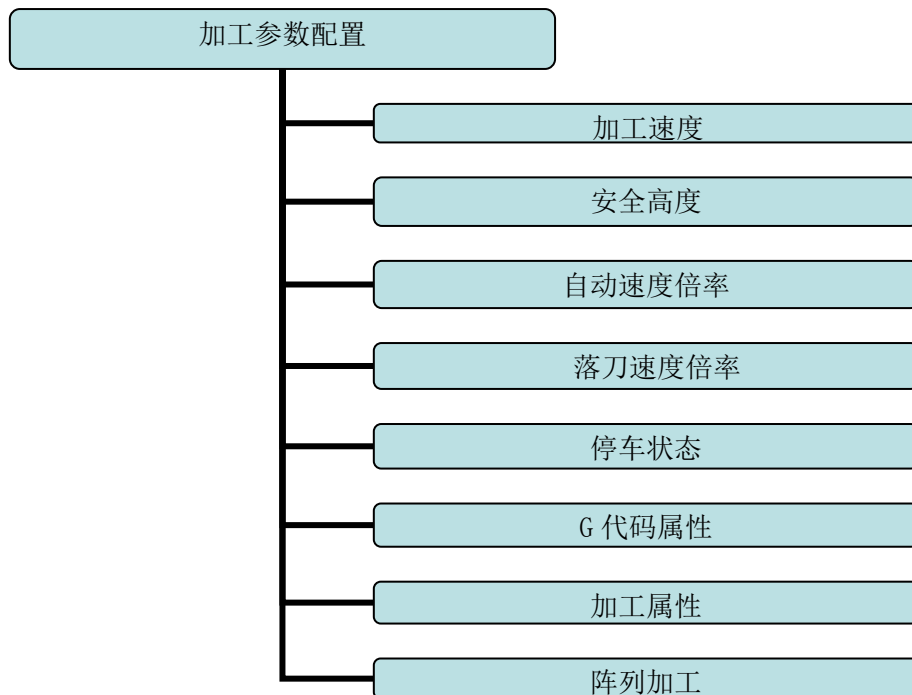 加工参数配置
加工速度
安全高度
自动速度倍率
落刀速度倍率
停车状态
G 代码属性
加工属性
阵列加工